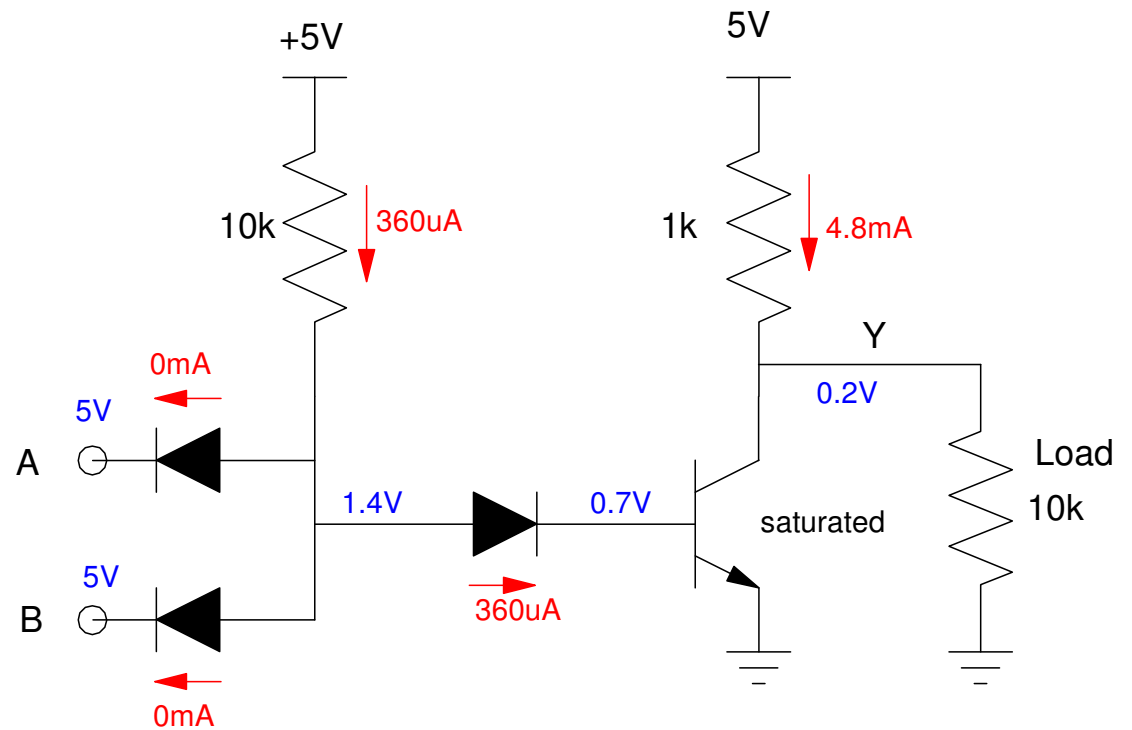 +5V
5V
10k
360uA
1k
4.8mA
Y
0mA
5V
0.2V
A
Load
1.4V
0.7V
10k
saturated
5V
360uA
B
0mA